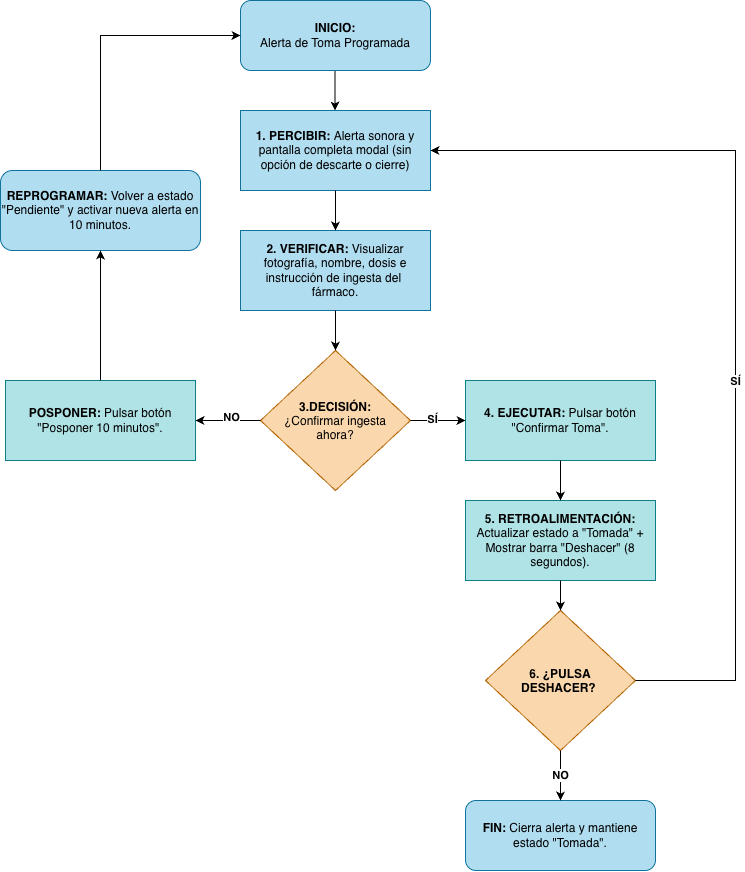 INICIO:
Alerta de Toma Programada
1. PERCIBIR: Alerta sonora y
pantalla completa modal (sin
opción de descarte o cierre)
REPROGRAMAR: Volver a estado
"Pendiente" y activar nueva alerta en
10 minutos.
2. VERIFICAR: Visualizar
fotografía, nombre, dosis e
instrucción de ingesta del
fármaco.
SÍ
POSPONER: Pulsar botón
"Posponer 10 minutos".
NO
3.DECISIÓN:
¿Confirmar ingesta
ahora?
SÍ
4. EJECUTAR: Pulsar botón
"Confirmar Toma".
5. RETROALIMENTACIÓN:
Actualizar estado a "Tomada" +
Mostrar barra "Deshacer" (8
segundos).
6. ¿PULSA
DESHACER?
NO
FIN: Cierra alerta y mantiene
estado "Tomada".